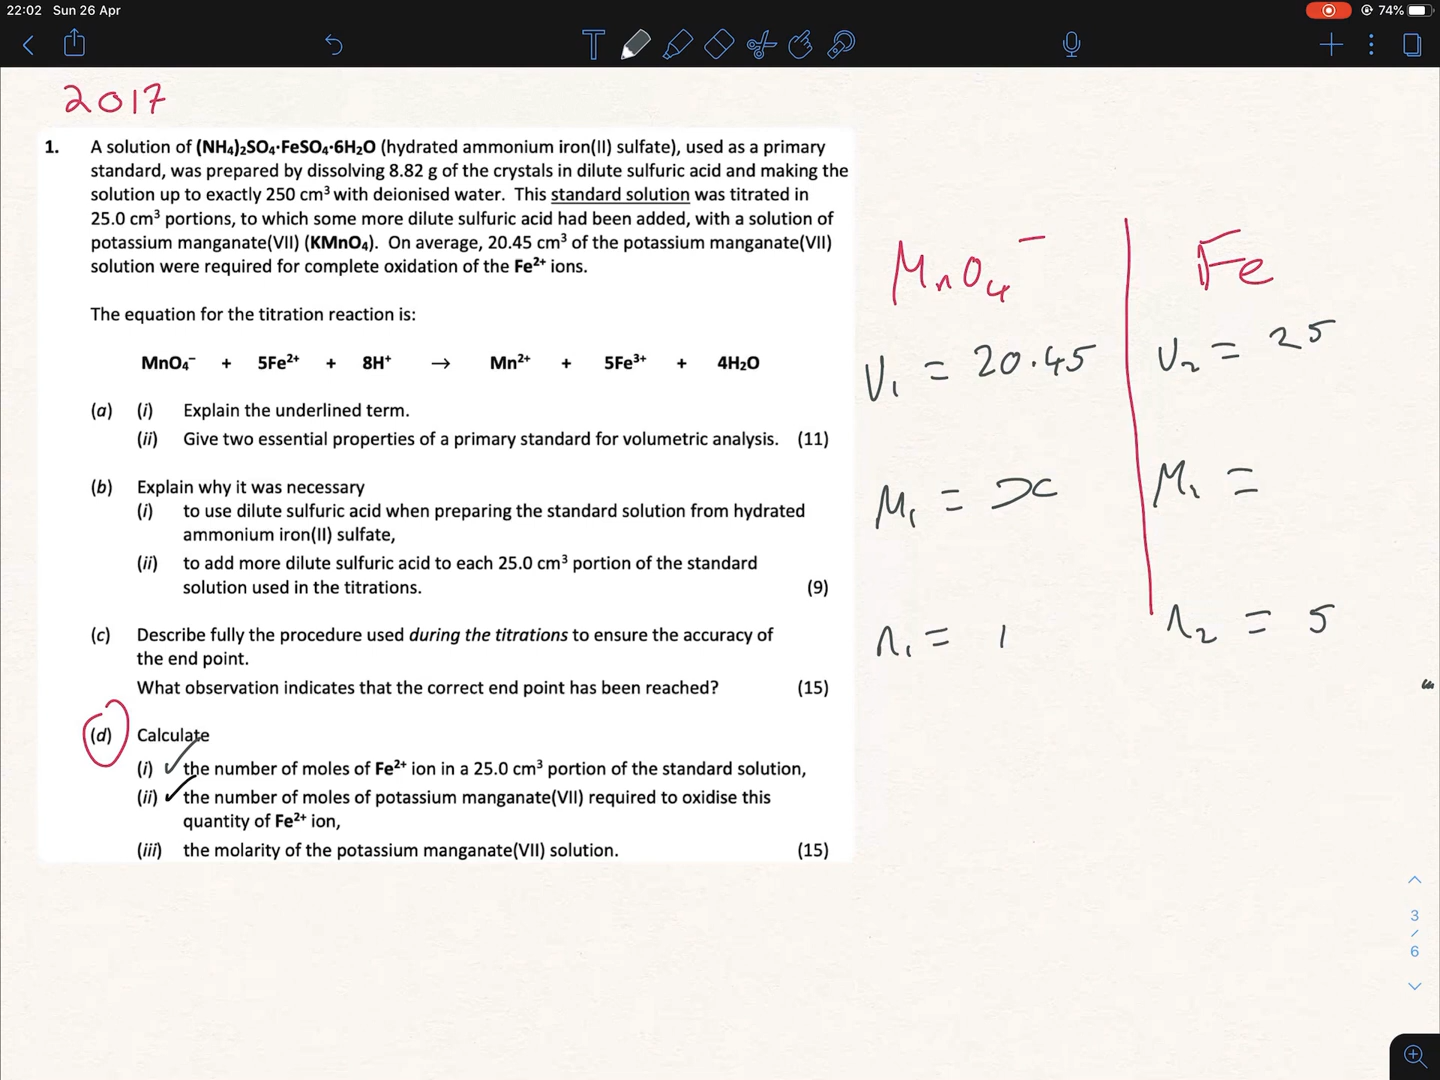 22:02 Sun 26 Apr
74%
T
2017
1. A solution of (NH₄)₂SO₄·FeSO₄·6H₂O (hydrated ammonium iron(II) sulfate), used as a primary
standard, was prepared by dissolving 8.82 g of the crystals in dilute sulfuric acid and making the
solution up to exactly 250 cm³ with deionised water. This standard solution was titrated in
25.0 cm³ portions, to which some more dilute sulfuric acid had been added, with a solution of
potassium manganate(VII) (KMnO₄). On average, 20.45 cm³ of the potassium manganate(VII)
solution were required for complete oxidation of the Fe²⁺ ions.
The equation for the titration reaction is:
MnO₄⁻ + 5Fe²⁺ + 8H⁺ → Mn²⁺ + 5Fe³⁺ + 4H₂O
(a) (i) Explain the underlined term.
(ii) Give two essential properties of a primary standard for volumetric analysis. (11)
(b) Explain why it was necessary
(i) to use dilute sulfuric acid when preparing the standard solution from hydrated
ammonium iron(II) sulfate,
(ii) to add more dilute sulfuric acid to each 25.0 cm³ portion of the standard
solution used in the titrations. (9)
(c) Describe fully the procedure used during the titrations to ensure the accuracy of
the end point.
What observation indicates that the correct end point has been reached? (15)
(d) Calculate
(i) ✓ the number of moles of Fe²⁺ ion in a 25.0 cm³ portion of the standard solution,
(ii) ✓ the number of moles of potassium manganate(VII) required to oxidise this
quantity of Fe²⁺ ion,
(iii) the molarity of the potassium manganate(VII) solution. (15)
MnO₄⁻
V₁ = 20.45
M₁ = x
n₁ = 1
Fe
V₂ = 25
M₂ =
n₂ = 5
3
/
6